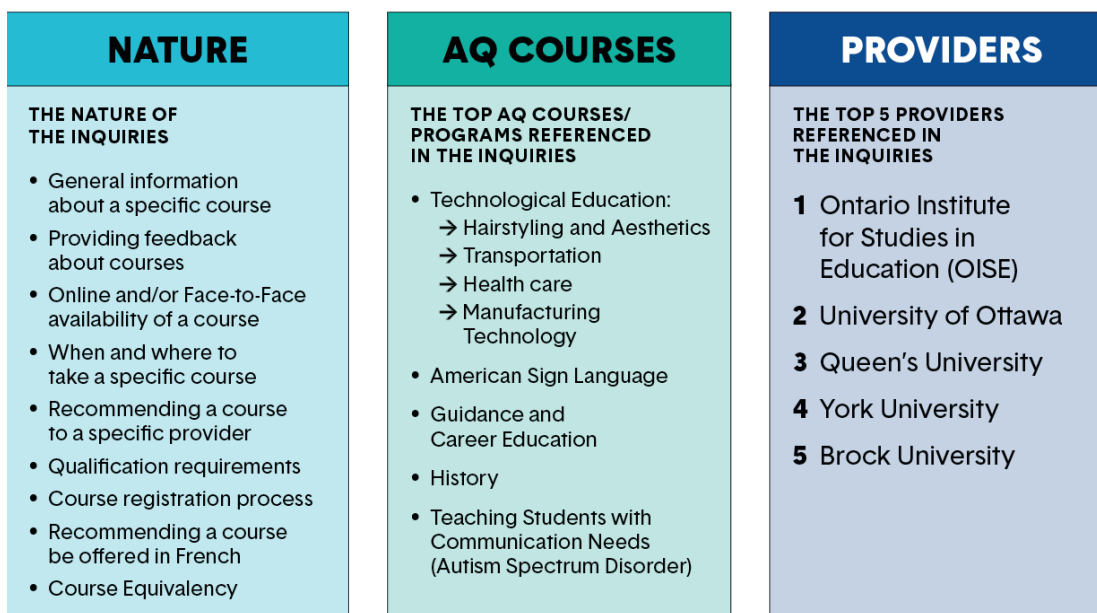 NATURE
THE NATURE OF
THE INQUIRIES
• General information
about a specific course
• Providing feedback
about courses
• Online and/or Face-to-Face
availability of a course
• When and where to
take a specific course
• Recommending a course
to a specific provider
• Qualification requirements
• Course registration process
• Recommending a course
be offered in French
• Course Equivalency
AQ COURSES
THE TOP AQ COURSES/
PROGRAMS REFERENCED
IN THE INQUIRIES
• Technological Education:
→ Hairstyling and Aesthetics
→ Transportation
→ Health care
→ Manufacturing
Technology
• American Sign Language
• Guidance and
Career Education
• History
• Teaching Students with
Communication Needs
(Autism Spectrum Disorder)
PROVIDERS
THE TOP 5 PROVIDERS
REFERENCED IN
THE INQUIRIES
1 Ontario Institute
for Studies in
Education (OISE)
2 University of Ottawa
3 Queen's University
4 York University
5 Brock University